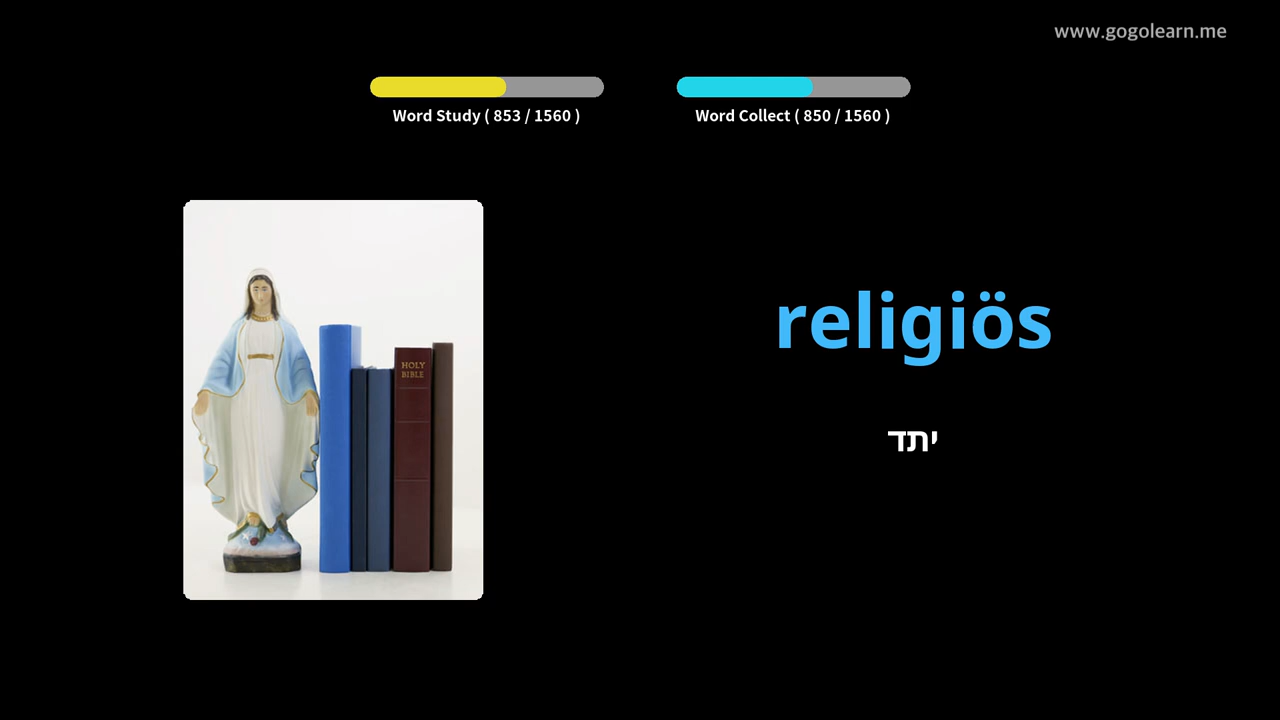 www.gogolearn.me
Word Study ( 853 / 1560 )
Word Collect ( 850 / 1560 )
HOLY
BIBLE
religiös
יתד